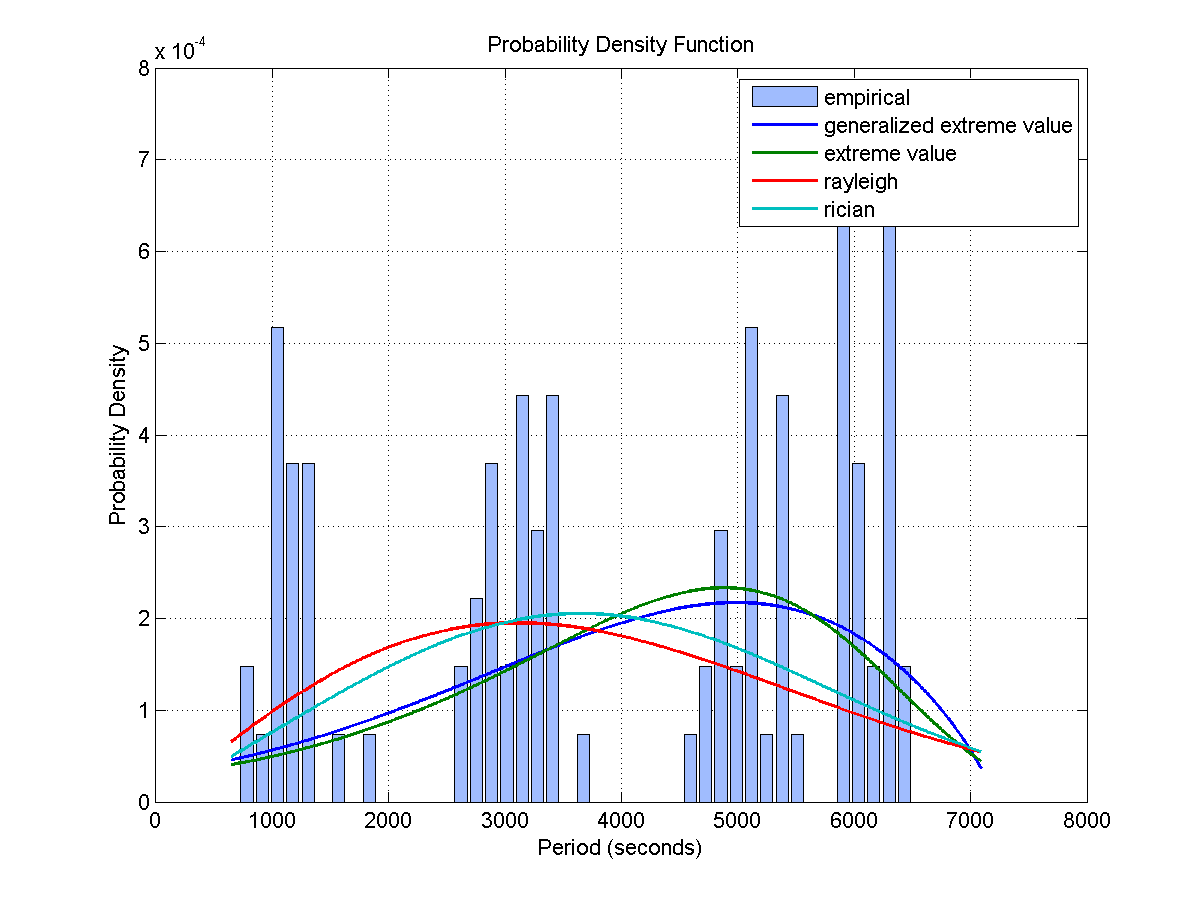 Probability Density Function
x 10^-4
8
7
6
5
4
3
2
1
0
Probability Density
empirical
generalized extreme value
extreme value
rayleigh
rician
0 1000 2000 3000 4000 5000 6000 7000 8000
Period (seconds)